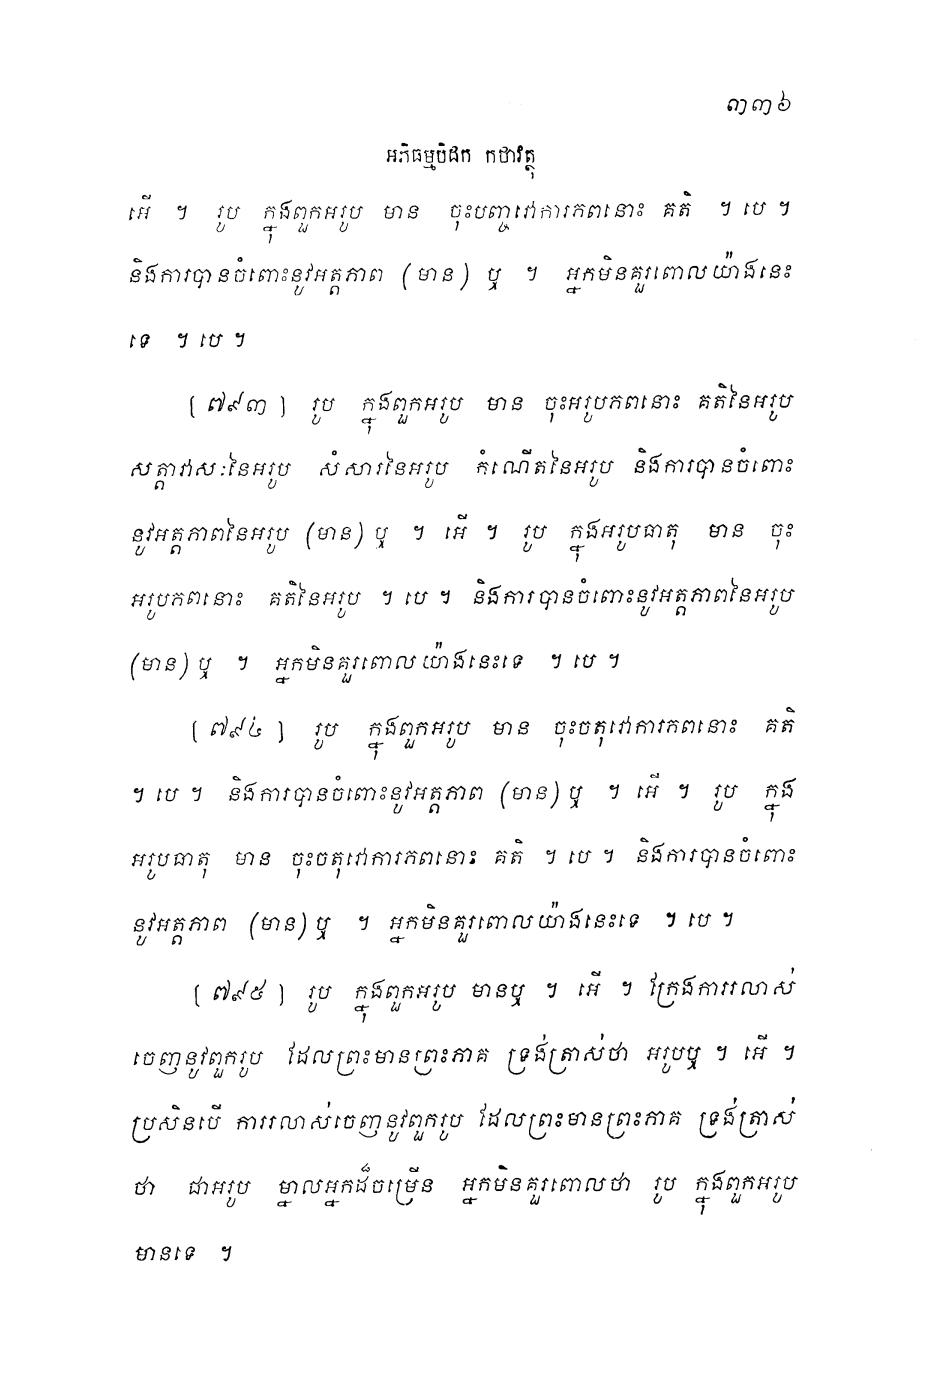 ៣៣៦
អភិធម្មបិដក កថាវត្ថុ
អើ ។ រូប ក្នុងពួកអរូប មាន ចុះបញ្ចវោការភពនោះ គតិ ។ បេ ។
និងការបានចំពោះនូវអត្តភាព (មាន) ឬ ។ អ្នកមិនគួរពោលយ៉ាងនេះ
ទេ ។ បេ ។
[៧៩៣] រូប ក្នុងពួកអរូប មាន ចុះអរូបភពនោះ គតិនៃអរូប
សត្តាវាសៈនៃអរូប សំសារនៃអរូប កំណើតនៃអរូប និងការបានចំពោះ
នូវអត្តភាពនៃអរូប (មាន) ឬ ។ អើ ។ រូប ក្នុងអរូបធាតុ មាន ចុះ
អរូបភពនោះ គតិនៃអរូប ។ បេ ។ និងការបានចំពោះនូវអត្តភាពនៃអរូប
(មាន) ឬ ។ អ្នកមិនគួរពោលយ៉ាងនេះទេ ។ បេ ។
[៧៩៤] រូប ក្នុងពួកអរូប មាន ចុះចតុវោការភពនោះ គតិ
។ បេ ។ និងការបានចំពោះនូវអត្តភាព (មាន) ឬ ។ អើ ។ រូប ក្នុង
អរូបធាតុ មាន ចុះចតុវោការភពនោះ គតិ ។ បេ ។ និងការបានចំពោះ
នូវអត្តភាព (មាន) ឬ ។ អ្នកមិនគួរពោលយ៉ាងនេះទេ ។ បេ ។
[៧៩៥] រូប ក្នុងពួកអរូប មានឬ ។ អើ ។ ក្រែងការរលាស់
ចេញនូវពួករូប ដែលព្រះមានព្រះភាគ ទ្រង់ត្រាស់ថា អរូបឬ ។ អើ ។
ប្រសិនបើ ការរលាស់ចេញនូវពួករូប ដែលព្រះមានព្រះភាគ ទ្រង់ត្រាស់
ថា ជាអរូប ម្នាលអ្នកដ៏ចម្រើន អ្នកមិនគួរពោលថា រូប ក្នុងពួកអរូប
មានទេ ។